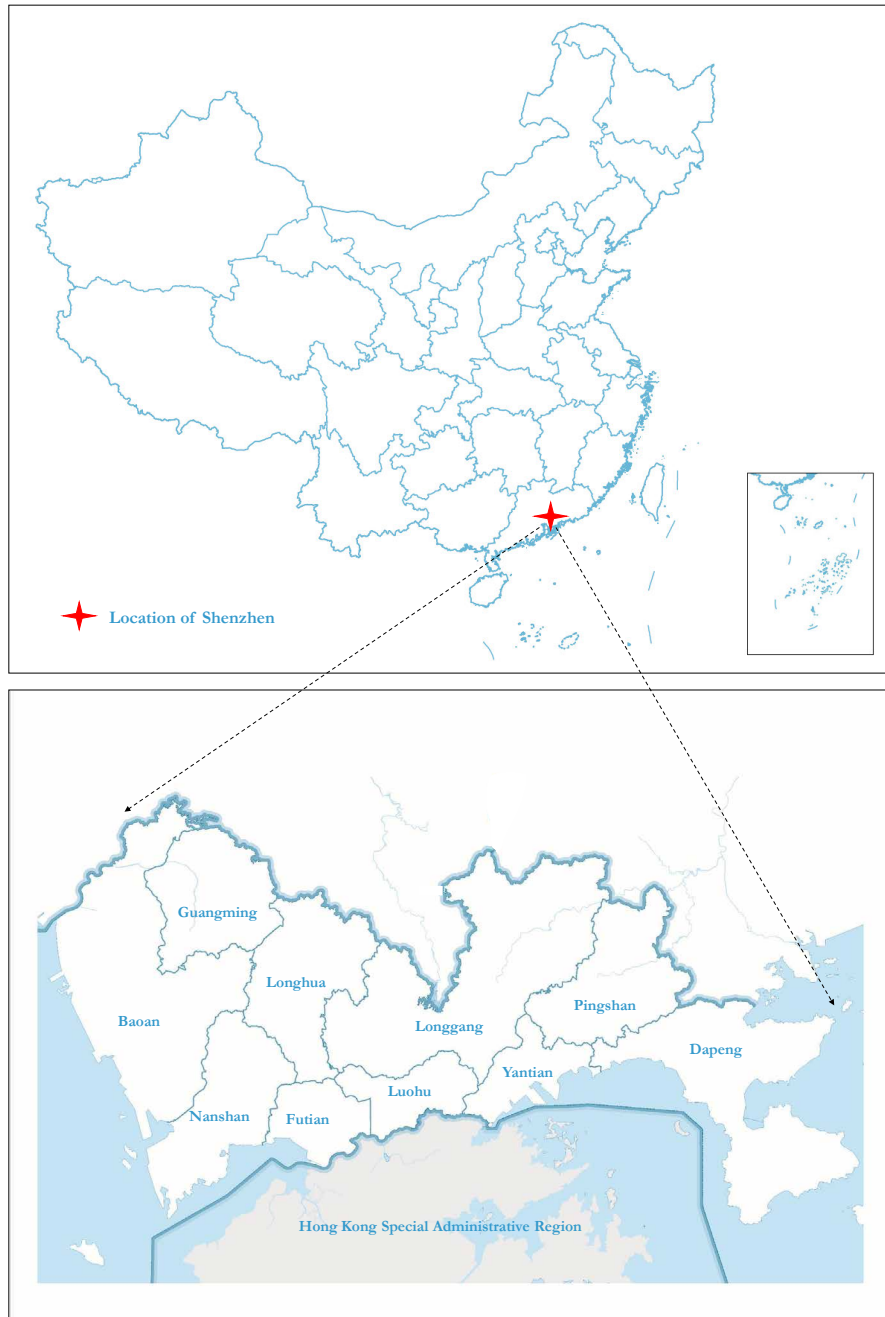 Location of Shenzhen
Guangming
Longhua
Baoan
Longgang
Pingshan
Dapeng
Yantian
Luohu
Nanshan
Futian
Hong Kong Special Administrative Region